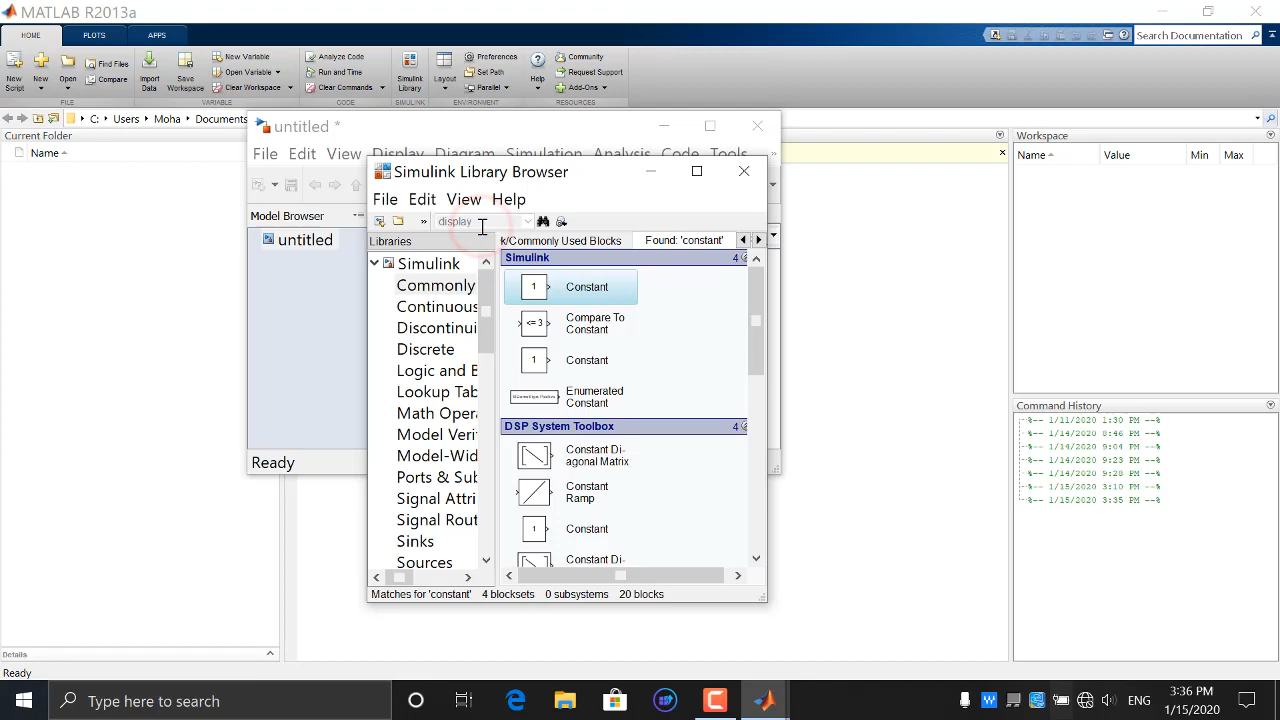 MATLAB R2013a
HOME PLOTS APPS
Search Documentation
New Script
New
Open
Find Files
Compare
Import Data
Save Workspace
New Variable
Open Variable
Clear Workspace
Analyze Code
Run and Time
Clear Commands
Simulink Library
Layout
Preferences
Set Path
Parallel
Help
Community
Request Support
Add-Ons
FILE VARIABLE CODE SIMULINK ENVIRONMENT RESOURCES
C: Users Moha Documents
Current Folder
Name
untitled *
File Edit View Display Diagram Simulation Analysis Code Tools
Model Browser
untitled
Ready
Simulink Library Browser
File Edit View Help
display
Libraries
k/Commonly Used Blocks
Found: 'constant'
Simulink
Commonly
Continuous
Discontinui
Discrete
Logic and B
Lookup Tab
Math Opera
Model Veri
Model-Wid
Ports & Sub
Signal Attri
Signal Rout
Sinks
Sources
Simulink 4
1 Constant
<= 3 Compare To Constant
1 Constant
Enumerated Constant
DSP System Toolbox 4
Constant Di-
agonal Matrix
Constant Ramp
1 Constant
Constant Di-
Matches for 'constant' 4 blocksets 0 subsystems 20 blocks
Workspace
Name Value Min Max
Command History
%-- 1/11/2020 1:30 PM --%
%-- 1/14/2020 8:46 PM --%
%-- 1/14/2020 9:04 PM --%
%-- 1/14/2020 9:23 PM --%
%-- 1/14/2020 9:28 PM --%
%-- 1/15/2020 3:10 PM --%
%-- 1/15/2020 3:35 PM --%
Details
Ready
Type here to search
ENG
3:36 PM
1/15/2020